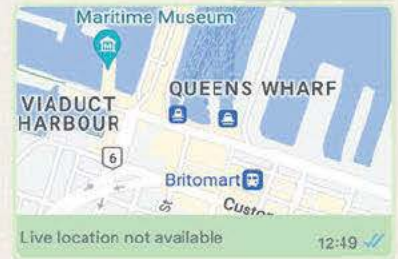 Maritime Museum
QUEENS WHARF
VIADUCT
HARBOUR
6
Britomart
St
Custo
Live location not available
12:49